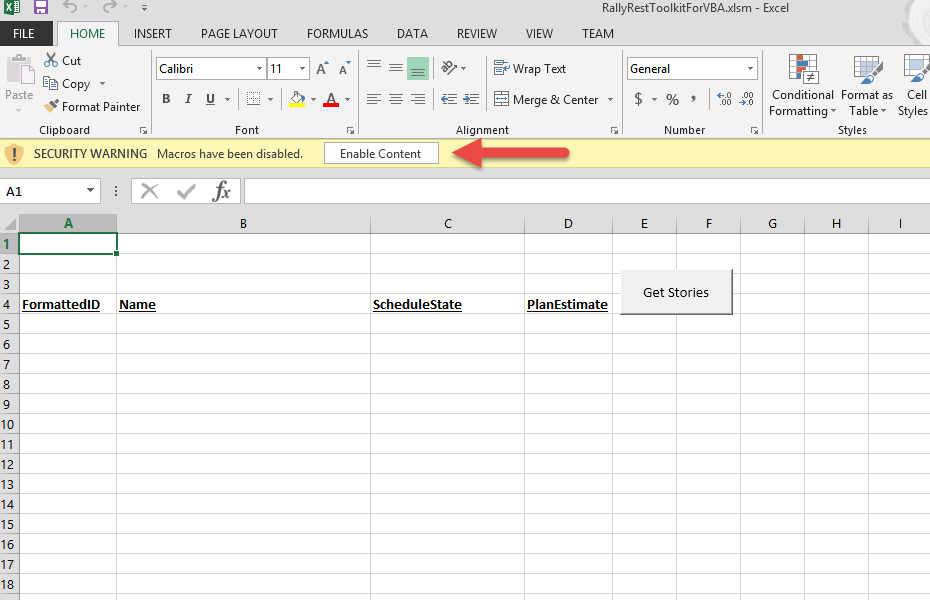 RallyRestToolkitForVBA.xlsm - Excel
FILE HOME INSERT PAGE LAYOUT FORMULAS DATA REVIEW VIEW TEAM
Paste
Cut
Copy
Format Painter
Clipboard
Calibri 11
B I U
Font
Wrap Text
Merge & Center
Alignment
General
$ % ,
Number
Conditional Formatting
Format as Table
Cell Styles
Styles
SECURITY WARNING Macros have been disabled. Enable Content
A1 fx
A B C D E F G H I
1
2
3
4 FormattedID Name ScheduleState PlanEstimate
Get Stories
5
6
7
8
9
10
11
12
13
14
15
16
17
18